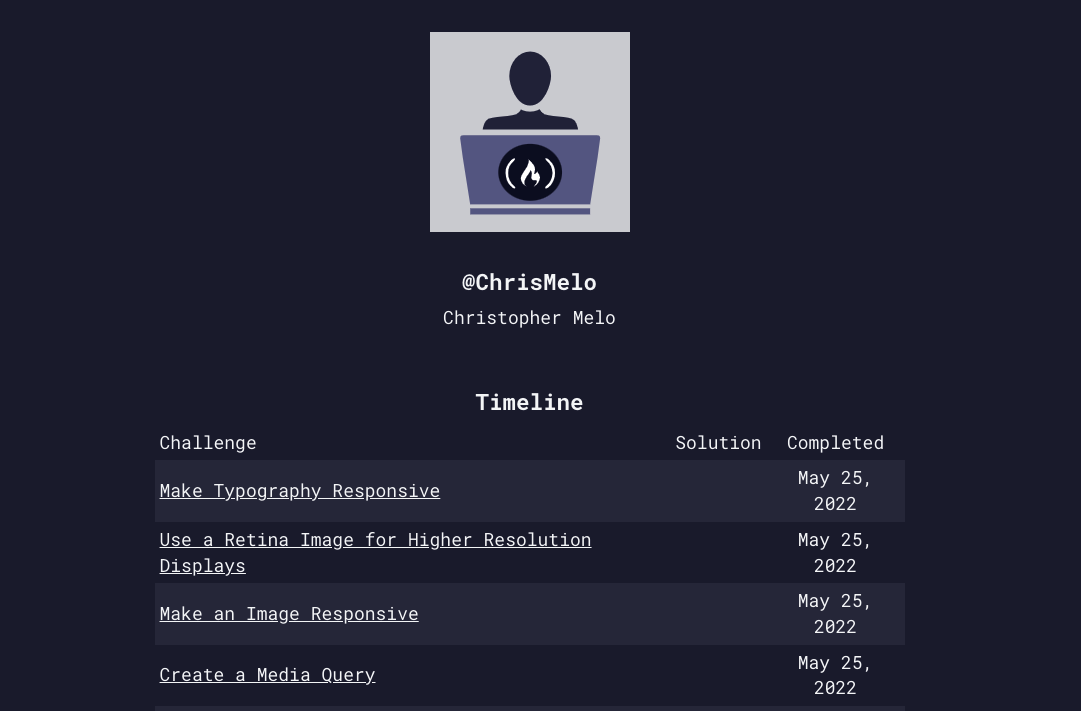 @ChrisMelo
Christopher Melo
Timeline
Challenge Solution Completed
Make Typography Responsive May 25, 2022
Use a Retina Image for Higher Resolution Displays May 25, 2022
Make an Image Responsive May 25, 2022
Create a Media Query May 25, 2022